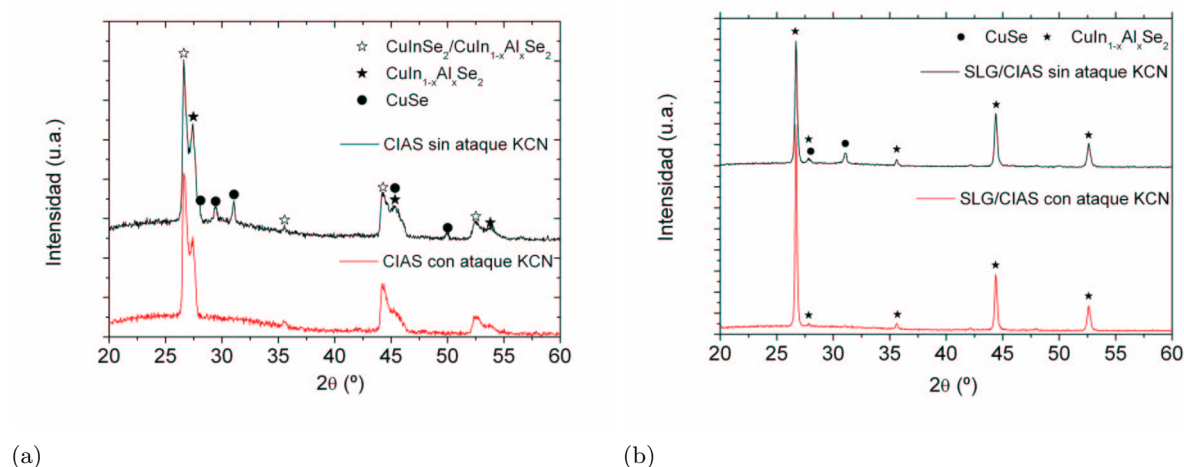 ☆ CuInSe₂/CuIn₁₋ₓAlₓSe₂
★ CuIn₁₋ₓAlₓSe₂
● CuSe
CIAS sin ataque KCN
CIAS con ataque KCN
Intensidad (u.a.)
20 25 30 35 40 45 50 55 60
2θ (º)
(a)
● CuSe ★ CuIn₁₋ₓAlₓSe₂
SLG/CIAS sin ataque KCN
SLG/CIAS con ataque KCN
Intensidad (u.a.)
20 25 30 35 40 45 50 55 60
2θ (º)
(b)